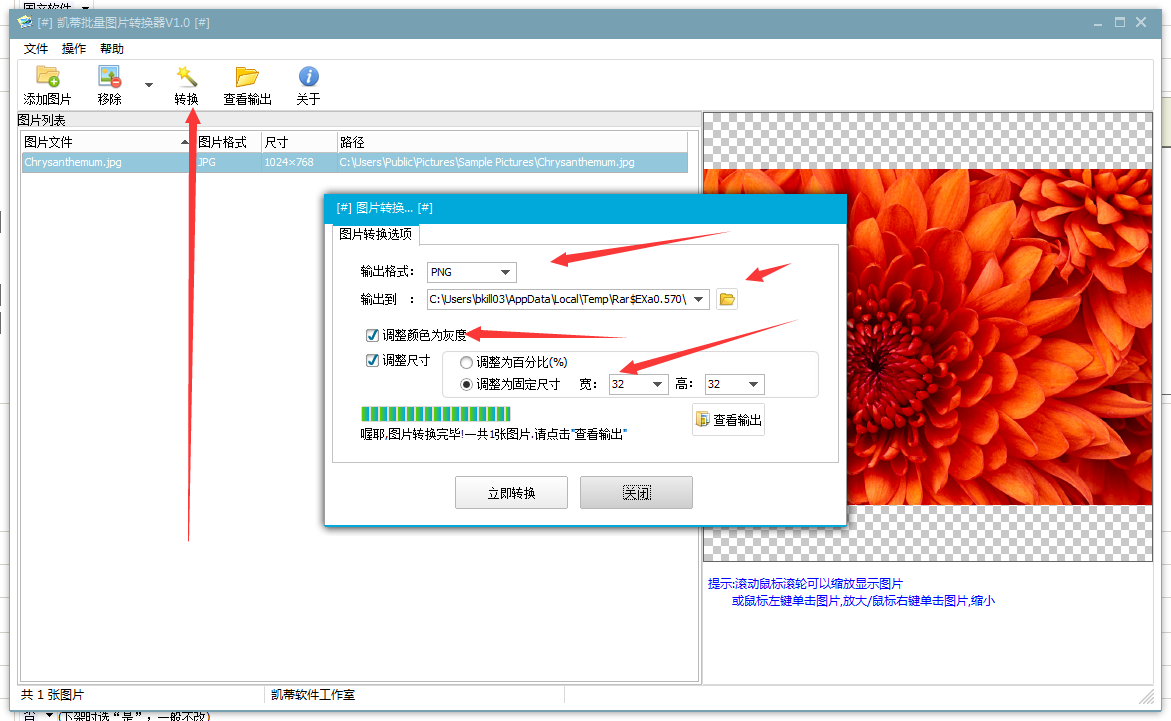 [#] 凯蒂批量图片转换器V1.0 [#]
文件 操作 帮助
添加图片 移除 转换 查看输出 关于
图片列表
图片文件 图片格式 尺寸 路径
Chrysanthemum.jpg JPG 1024×768 C:\Users\Public\Pictures\Sample Pictures\Chrysanthemum.jpg
[#] 图片转换... [#]
图片转换选项
输出格式： PNG
输出到 ： C:\Users\bkill03\AppData\Local\Temp\Rar$EXa0.570\
调整颜色为灰度
调整尺寸
调整为百分比(%)
调整为固定尺寸 宽： 32 高： 32
喔耶,图片转换完毕!一共1张图片.请点击"查看输出"
查看输出
立即转换 关闭
提示:滚动鼠标滚轮可以缩放显示图片
或鼠标左键单击图片,放大/鼠标右键单击图片,缩小
共 1 张图片 凯蒂软件工作室
否 (下架时选“是”，一般不改)